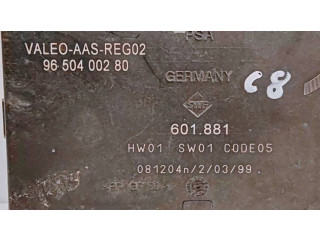 PSA
VALEO-AAS-REG02
96 504 002 80
GERMANY
C8
SWF
601.881
HW01 SW01 CODE05
081204n/2/03/99.